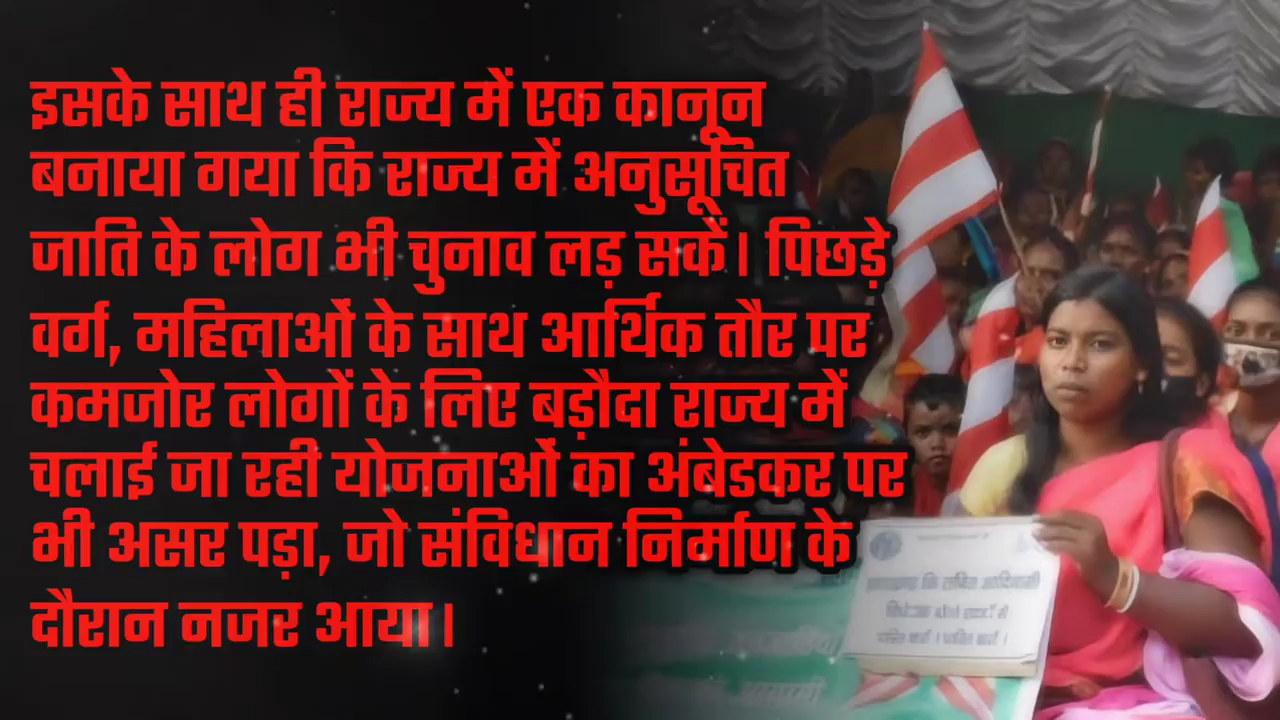 इसके साथ ही राज्य में एक कानून
बनाया गया कि राज्य में अनुसूचित
जाति के लोग भी चुनाव लड़ सकें। पिछड़े
वर्ग, महिलाओं के साथ आर्थिक तौर पर
कमजोर लोगों के लिए बड़ौदा राज्य में
चलाई जा रही योजनाओं का अंबेडकर पर
भी असर पड़ा, जो संविधान निर्माण के
दौरान नजर आया।